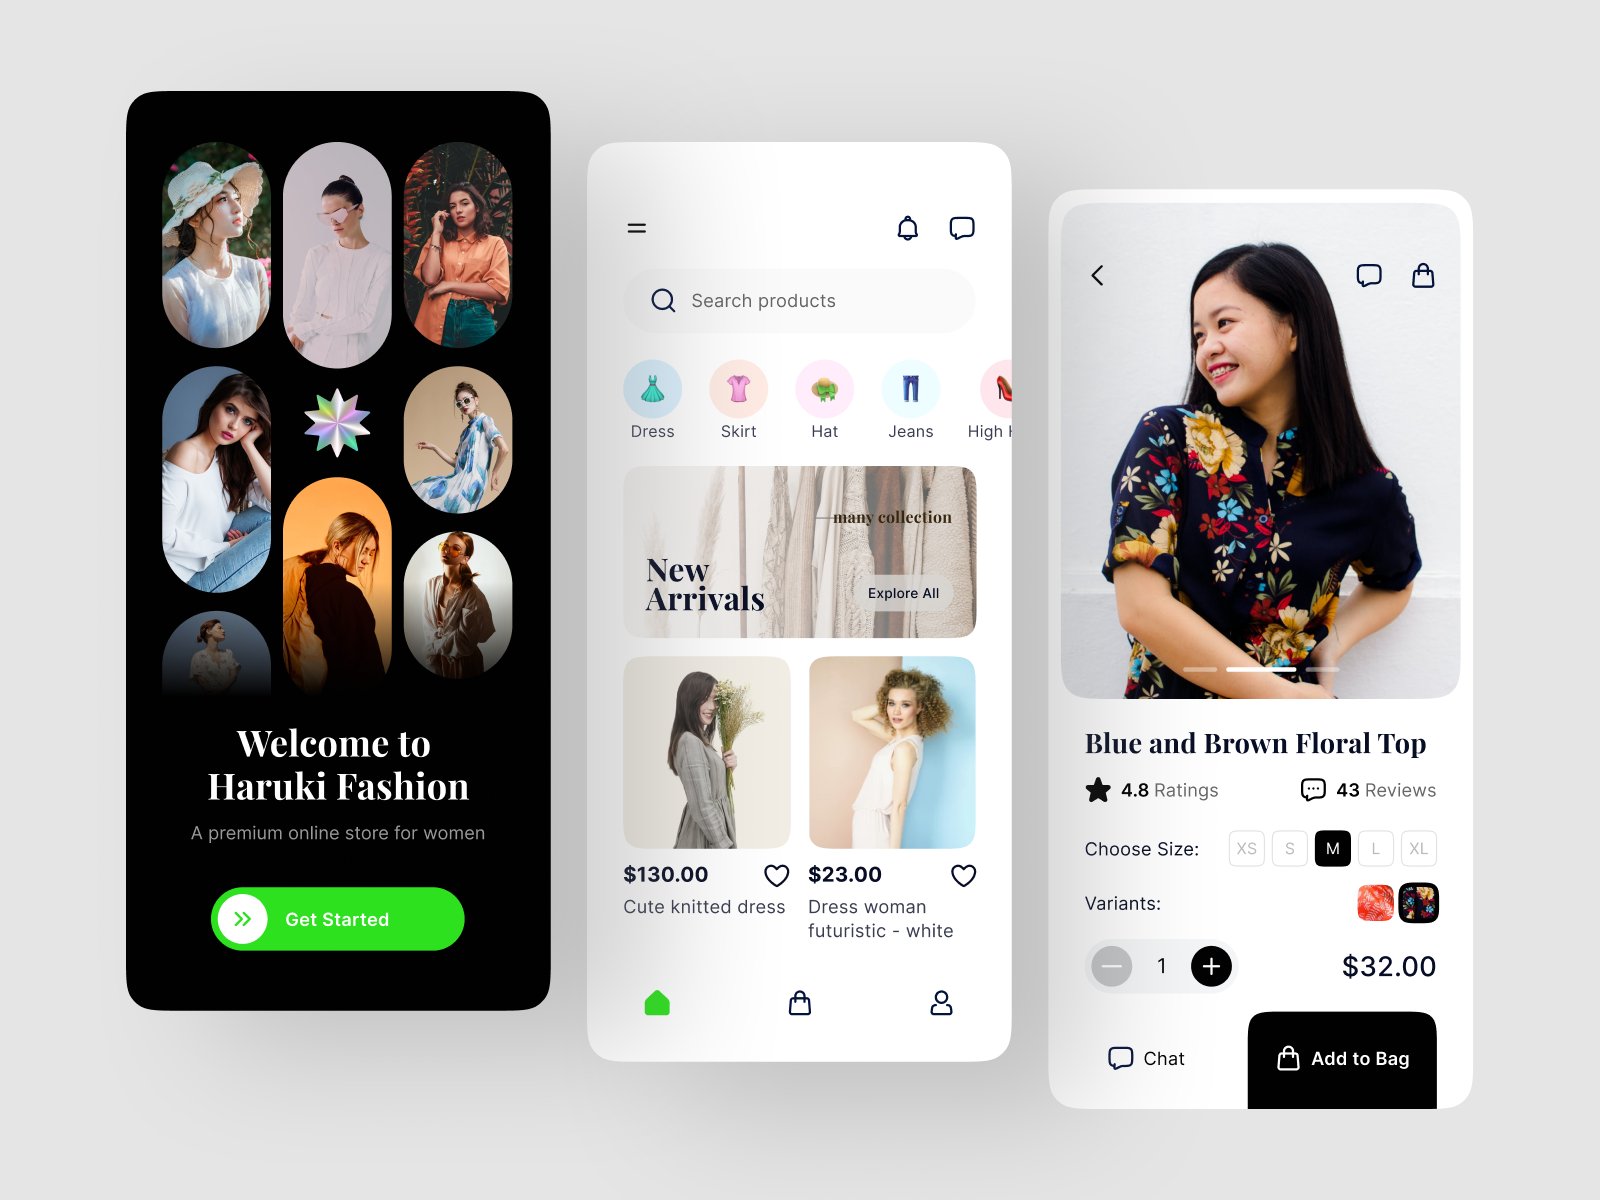 Welcome to
Haruki Fashion
A premium online store for women
Get Started
Search products
Dress
Skirt
Hat
Jeans
High H
many collection
New
Arrivals
Explore All
$130.00
Cute knitted dress
$23.00
Dress woman
futuristic - white
Blue and Brown Floral Top
4.8 Ratings
43 Reviews
Choose Size:
XS
S
M
L
XL
Variants:
1
$32.00
Chat
Add to Bag